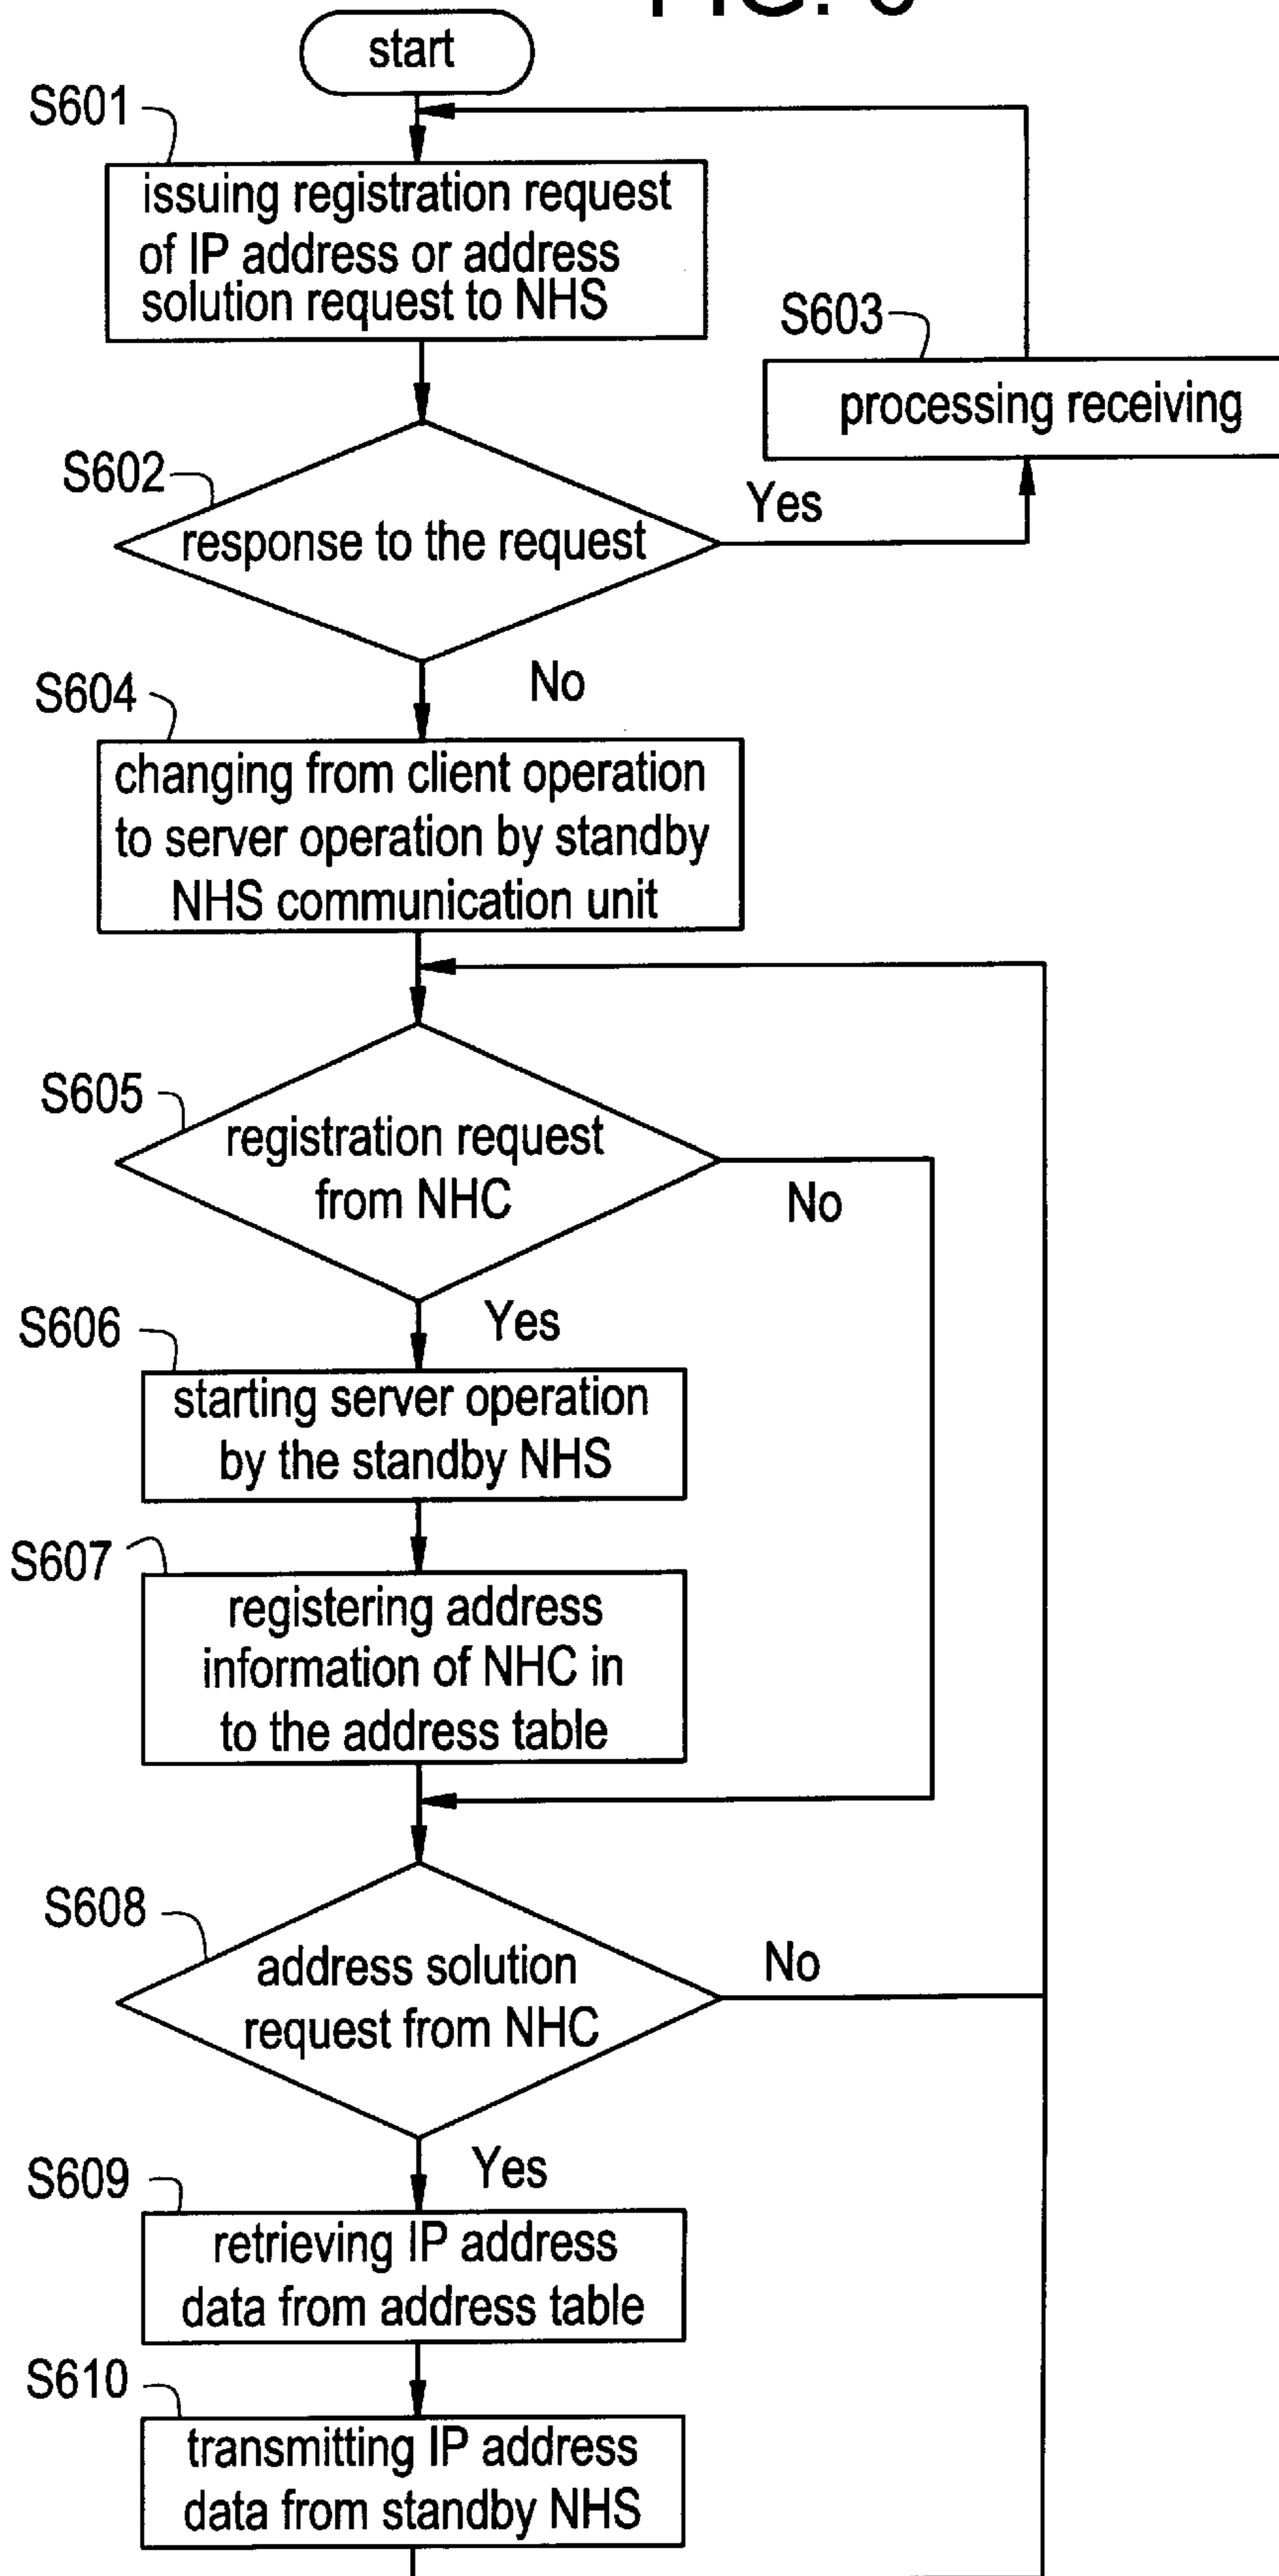 FIG. 6
start
S601
issuing registration request
of IP address or address
solution request to NHS
S603
processing receiving
S602
response to the request
Yes
No
S604
changing from client operation
to server operation by standby
NHS communication unit
S605
registration request
from NHC
No
Yes
S606
starting server operation
by the standby NHS
S607
registering address
information of NHC in
to the address table
S608
address solution
request from NHC
No
Yes
S609
retrieving IP address
data from address table
S610
transmitting IP address
data from standby NHS